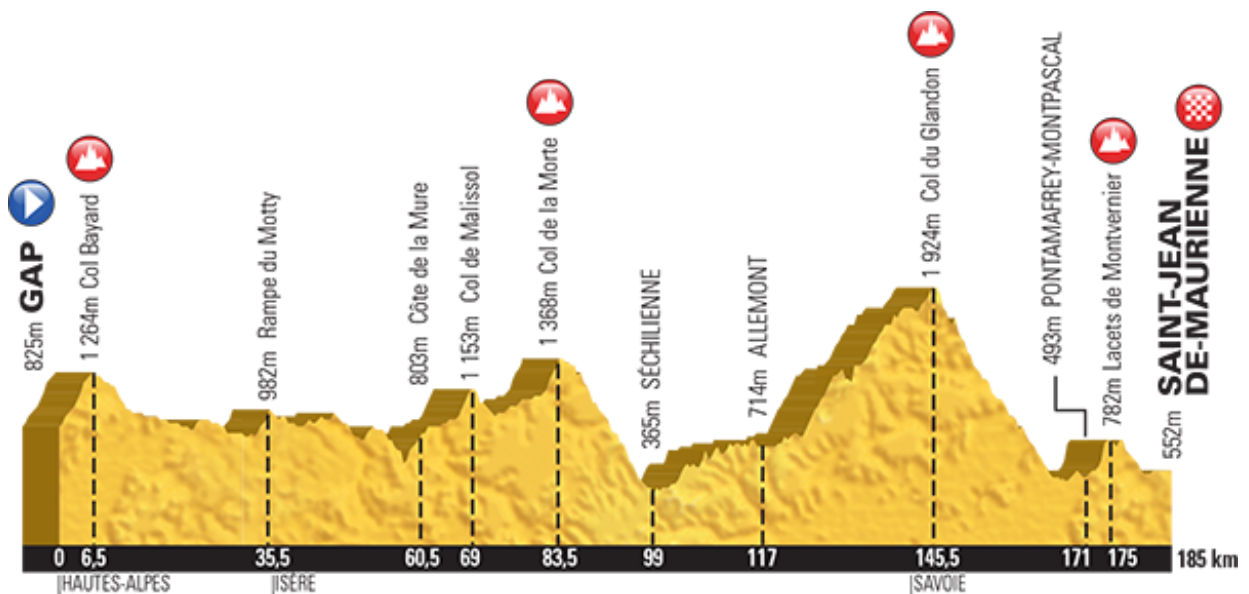 825m GAP
1 264m Col Bayard
982m Rampe du Motty
803m Côte de la Mure
1 153m Col de Malissol
1 368m Col de la Morte
365m SÉCHILIENNE
714m ALLEMONT
1 924m Col du Glandon
493m PONTAMAFREY-MONTPASCAL
782m Lacets de Montvernier
552m SAINT-JEAN
DE-MAURIENNE
0 6,5 35,5 60,5 69 83,5 99 117 145,5 171 175 185 km
|HAUTES-ALPES ||ISÈRE |SAVOIE